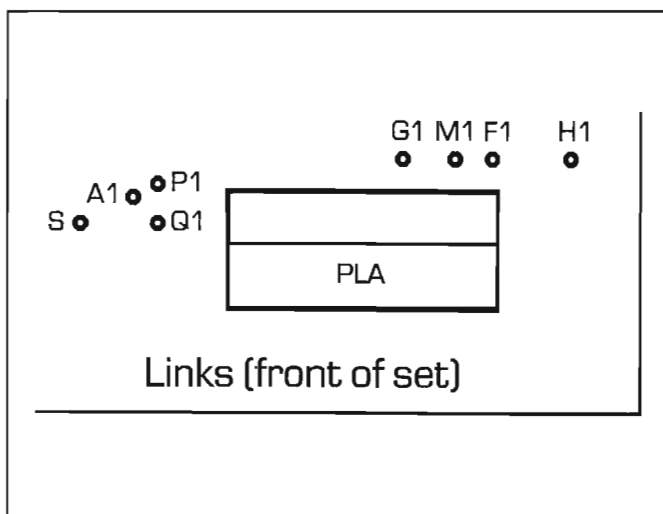 G1 M1 F1 H1
P1
A1
S
Q1
PLA
Links (front of set)